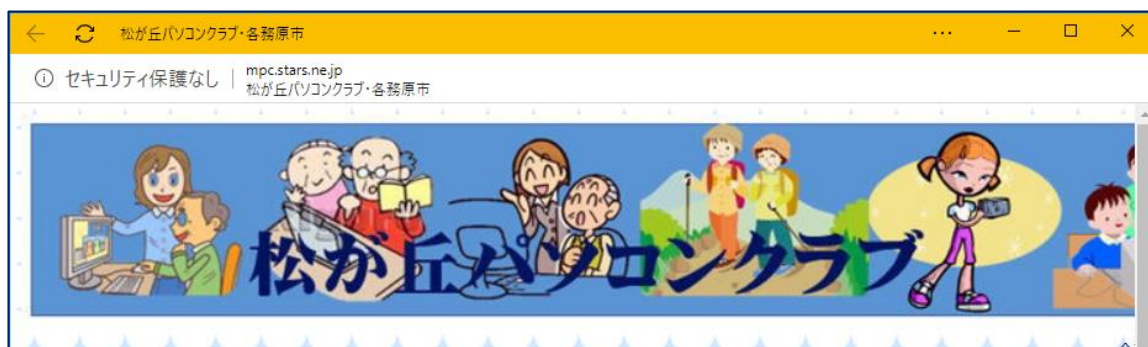 松が丘パソコンクラブ・各務原市
セキュリティ保護なし
mpc.stars.ne.jp
松が丘パソコンクラブ・各務原市
松が丘パソコンクラブ